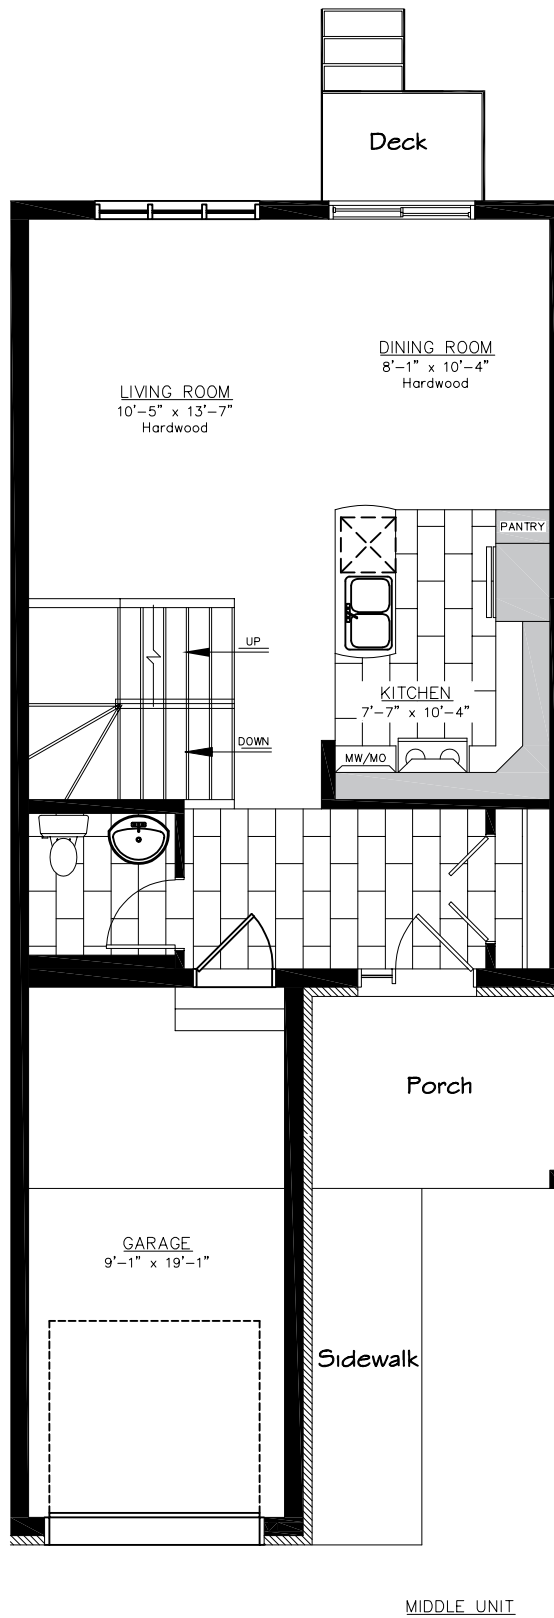 Deck
DINING ROOM
8'-1" x 10'-4"
Hardwood
LIVING ROOM
10'-5" x 13'-7"
Hardwood
PANTRY
UP
KITCHEN
7'-7" x 10'-4"
DOWN
MW/MO
Porch
GARAGE
9'-1" x 19'-1"
Sidewalk
MIDDLE UNIT